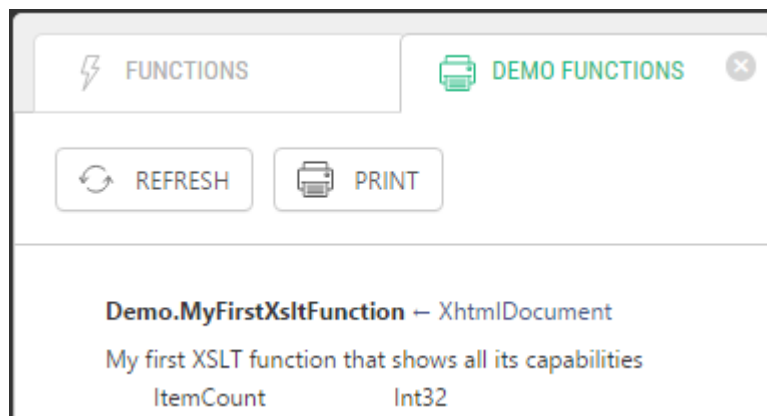 FUNCTIONS DEMO FUNCTIONS
REFRESH PRINT
Demo.MyFirstXsltFunction ← XhtmlDocument
My first XSLT function that shows all its capabilities
ItemCount Int32